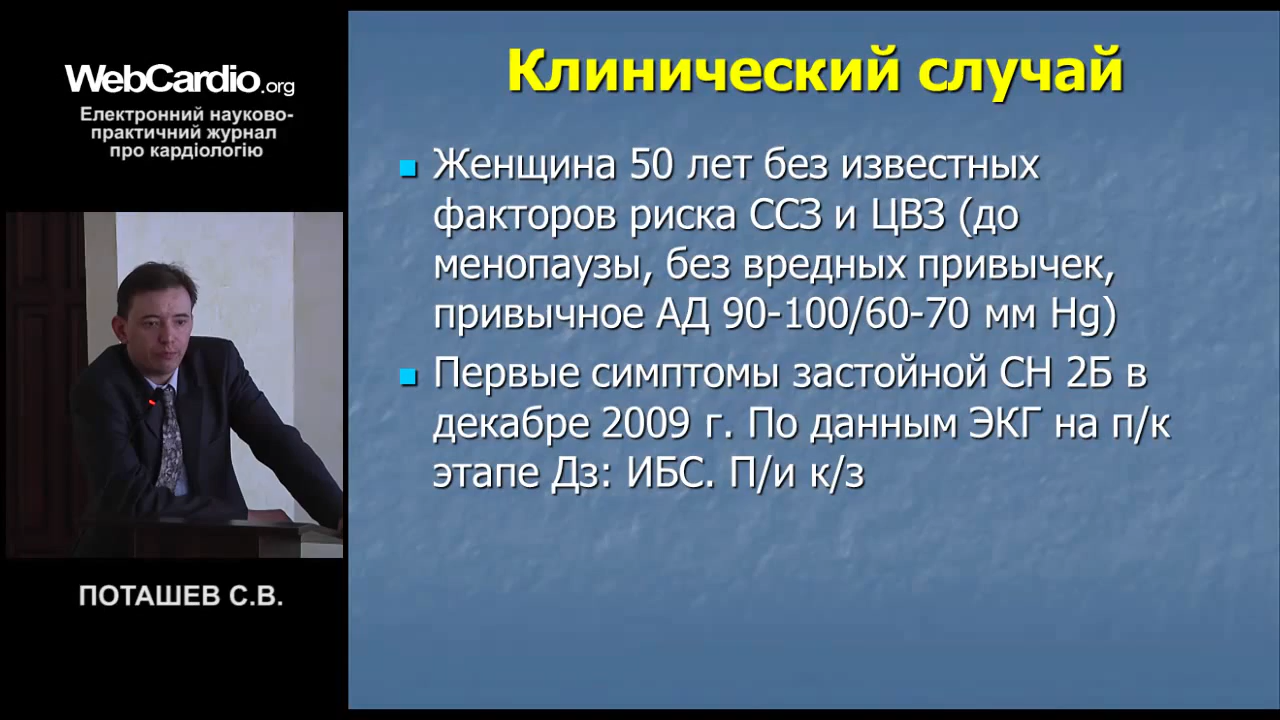 WebCardio.org
Електронний науково-
практичний журнал
про кардіологію
ПОТАШЕВ С.В.
Клинический случай
Женщина 50 лет без известных
факторов риска ССЗ и ЦВЗ (до
менопаузы, без вредных привычек,
привычное АД 90-100/60-70 мм Hg)
Первые симптомы застойной СН 2Б в
декабре 2009 г. По данным ЭКГ на п/к
этапе Дз: ИБС. П/и к/з